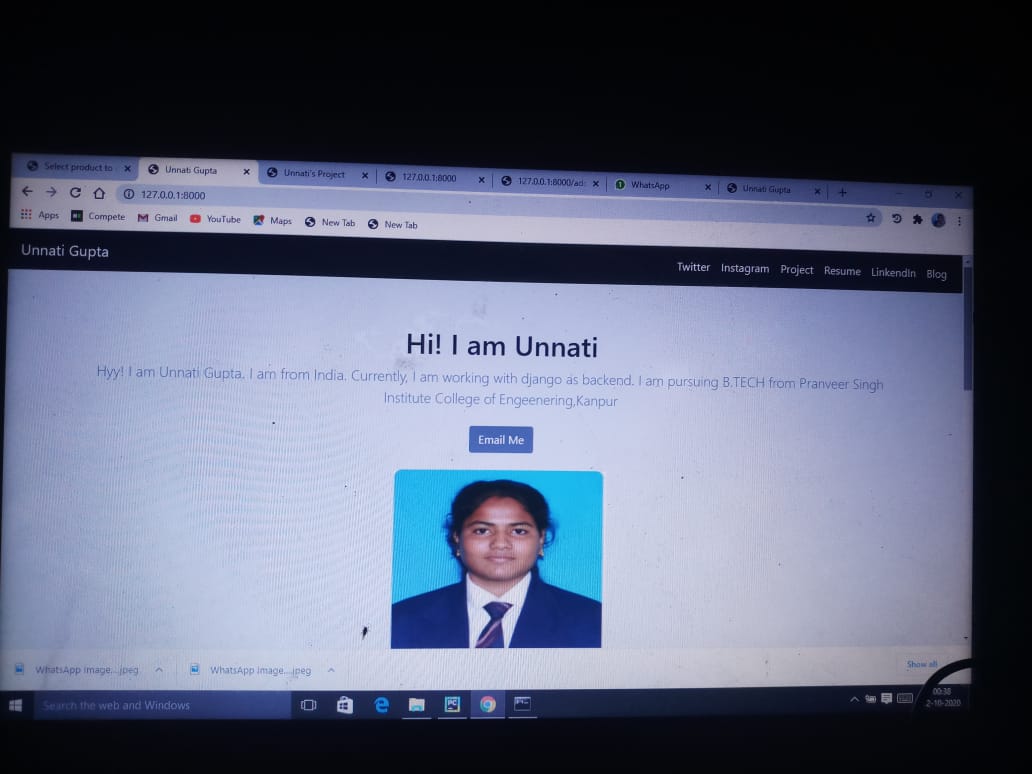 Select product to
Unnati Gupta
Unnati's Project
127.0.0.1:8000
127.0.0.1:8000/ad
WhatsApp
Unnati Gupta
127.0.0.1:8000
Apps
Compete
Gmail
YouTube
Maps
New Tab
New Tab
Unnati Gupta
Twitter
Instagram
Project
Resume
LinkendIn
Blog
Hi! I am Unnati
Hyy! I am Unnati Gupta. I am from India. Currently, I am working with django as backend. I am pursuing B.TECH from Pranveer Singh
Institute College of Engeenering,Kanpur
Email Me
WhatsApp Image....jpeg
WhatsApp Image....jpeg
Show all
Search the web and Windows
00:38
2-10-2020